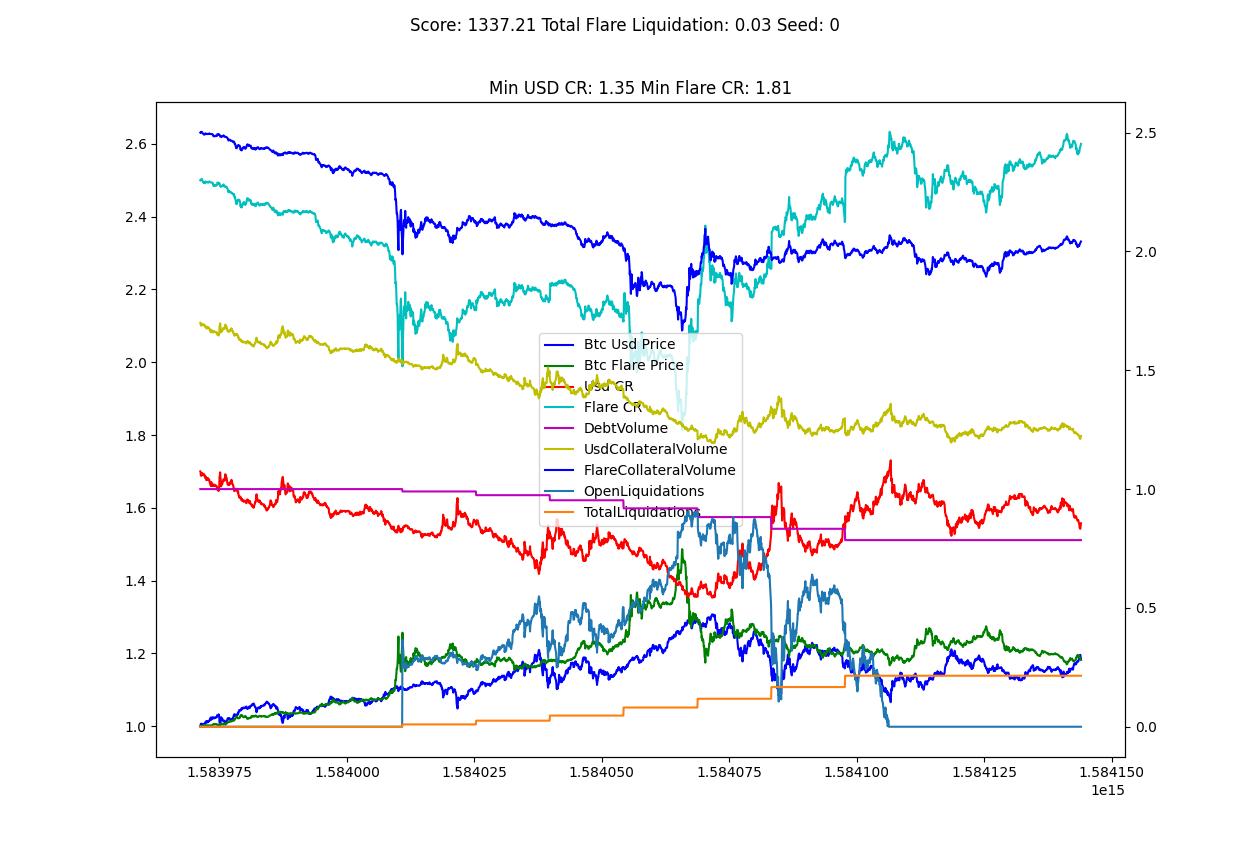 Score: 1337.21 Total Flare Liquidation: 0.03 Seed: 0
Min USD CR: 1.35 Min Flare CR: 1.81
2.6
2.4
2.2
2.0
1.8
1.6
1.4
1.2
1.0
2.5
2.0
1.5
1.0
0.5
0.0
Btc Usd Price
Btc Flare Price
Usd CR
Flare CR
DebtVolume
UsdCollateralVolume
FlareCollateralVolume
OpenLiquidations
TotalLiquidations
1.583975
1.584000
1.584025
1.584050
1.584075
1.584100
1.584125
1.584150
1e15